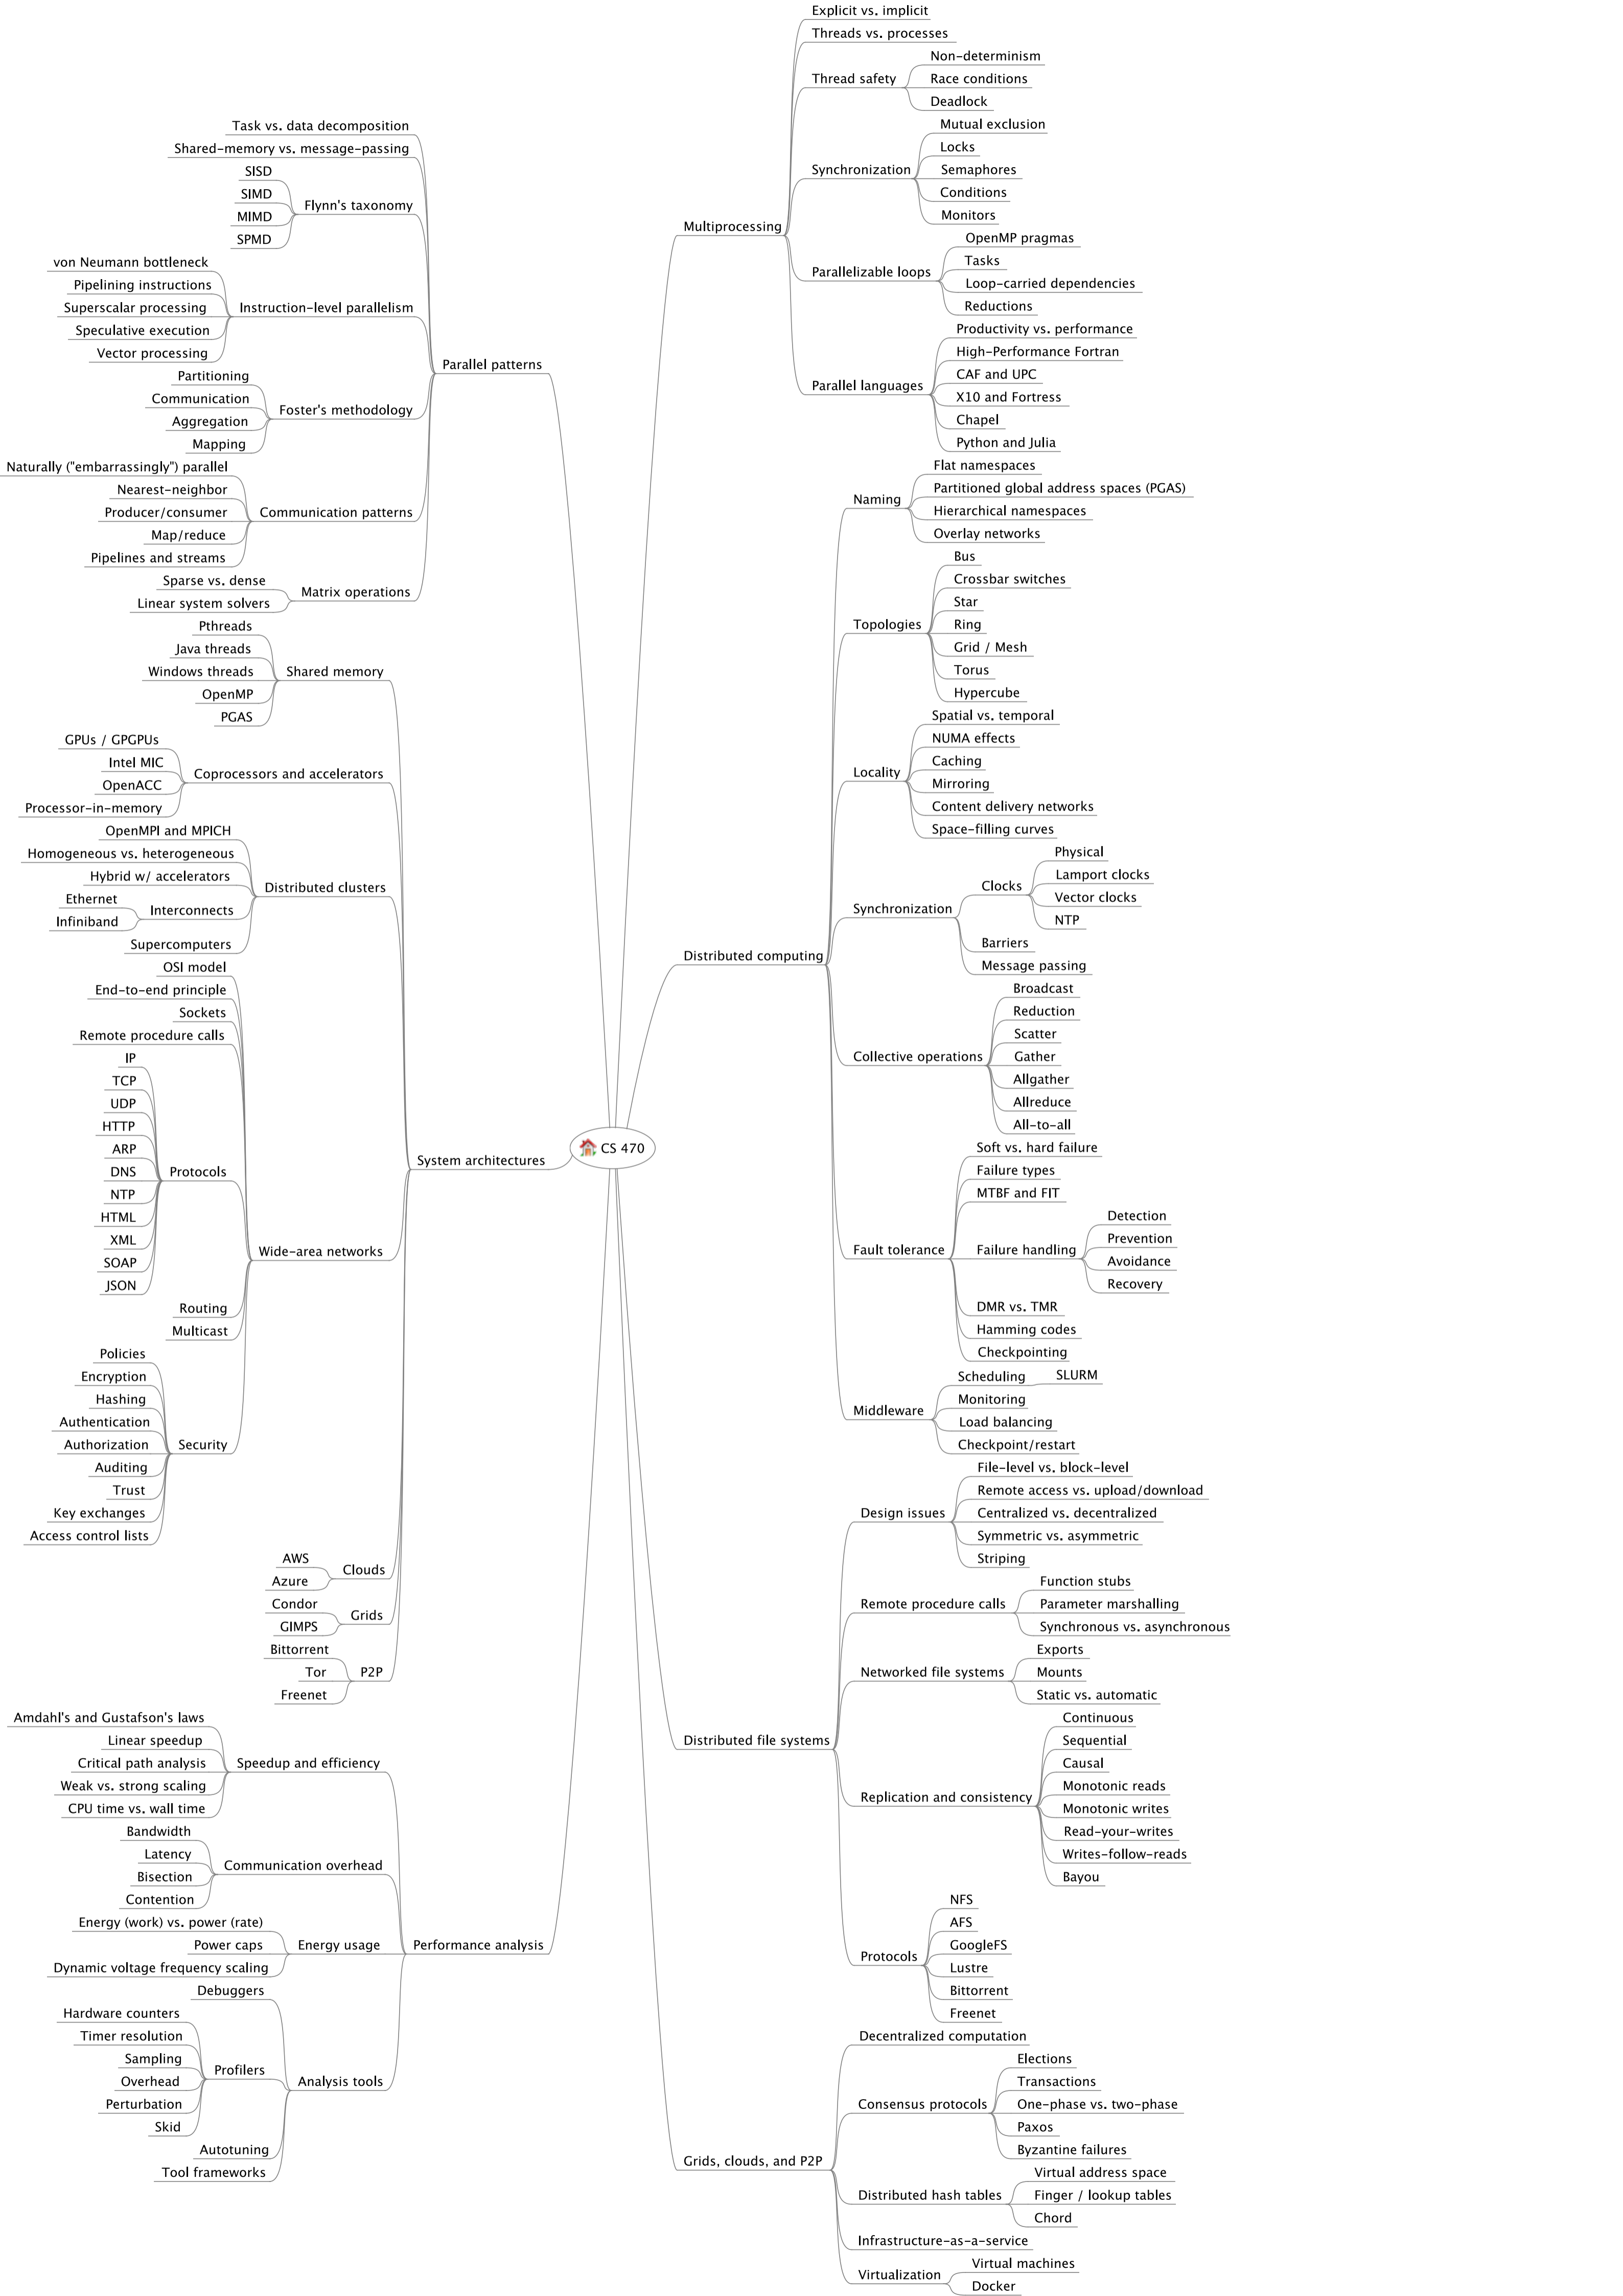 CS 470
Parallel patterns
Task vs. data decomposition
Shared-memory vs. message-passing
Flynn's taxonomy
SISD
SIMD
MIMD
SPMD
Instruction-level parallelism
von Neumann bottleneck
Pipelining instructions
Superscalar processing
Speculative execution
Vector processing
Foster's methodology
Partitioning
Communication
Aggregation
Mapping
Communication patterns
Naturally ("embarrassingly") parallel
Nearest-neighbor
Producer/consumer
Map/reduce
Pipelines and streams
Matrix operations
Sparse vs. dense
Linear system solvers
System architectures
Shared memory
Pthreads
Java threads
Windows threads
OpenMP
PGAS
Coprocessors and accelerators
GPUs / GPGPUs
Intel MIC
OpenACC
Processor-in-memory
Distributed clusters
OpenMPI and MPICH
Homogeneous vs. heterogeneous
Hybrid w/ accelerators
Interconnects
Ethernet
Infiniband
Supercomputers
Wide-area networks
OSI model
End-to-end principle
Sockets
Remote procedure calls
Protocols
IP
TCP
UDP
HTTP
ARP
DNS
NTP
HTML
XML
SOAP
JSON
Routing
Multicast
Security
Policies
Encryption
Hashing
Authentication
Authorization
Auditing
Trust
Key exchanges
Access control lists
Clouds
AWS
Azure
Grids
Condor
GIMPS
P2P
Bittorrent
Tor
Freenet
Performance analysis
Speedup and efficiency
Amdahl's and Gustafson's laws
Linear speedup
Critical path analysis
Weak vs. strong scaling
CPU time vs. wall time
Communication overhead
Bandwidth
Latency
Bisection
Contention
Energy usage
Energy (work) vs. power (rate)
Power caps
Dynamic voltage frequency scaling
Analysis tools
Debuggers
Profilers
Hardware counters
Timer resolution
Sampling
Overhead
Perturbation
Skid
Autotuning
Tool frameworks
Multiprocessing
Explicit vs. implicit
Threads vs. processes
Thread safety
Non-determinism
Race conditions
Deadlock
Synchronization
Mutual exclusion
Locks
Semaphores
Conditions
Monitors
Parallelizable loops
OpenMP pragmas
Tasks
Loop-carried dependencies
Reductions
Parallel languages
Productivity vs. performance
High-Performance Fortran
CAF and UPC
X10 and Fortress
Chapel
Python and Julia
Distributed computing
Naming
Flat namespaces
Partitioned global address spaces (PGAS)
Hierarchical namespaces
Overlay networks
Topologies
Bus
Crossbar switches
Star
Ring
Grid / Mesh
Torus
Hypercube
Locality
Spatial vs. temporal
NUMA effects
Caching
Mirroring
Content delivery networks
Space-filling curves
Synchronization
Clocks
Physical
Lamport clocks
Vector clocks
NTP
Barriers
Message passing
Collective operations
Broadcast
Reduction
Scatter
Gather
Allgather
Allreduce
All-to-all
Fault tolerance
Soft vs. hard failure
Failure types
MTBF and FIT
Failure handling
Detection
Prevention
Avoidance
Recovery
DMR vs. TMR
Hamming codes
Checkpointing
Middleware
Scheduling
SLURM
Monitoring
Load balancing
Checkpoint/restart
Distributed file systems
Design issues
File-level vs. block-level
Remote access vs. upload/download
Centralized vs. decentralized
Symmetric vs. asymmetric
Striping
Remote procedure calls
Function stubs
Parameter marshalling
Synchronous vs. asynchronous
Networked file systems
Exports
Mounts
Static vs. automatic
Replication and consistency
Continuous
Sequential
Causal
Monotonic reads
Monotonic writes
Read-your-writes
Writes-follow-reads
Bayou
Protocols
NFS
AFS
GoogleFS
Lustre
Bittorrent
Freenet
Grids, clouds, and P2P
Decentralized computation
Consensus protocols
Elections
Transactions
One-phase vs. two-phase
Paxos
Byzantine failures
Distributed hash tables
Virtual address space
Finger / lookup tables
Chord
Infrastructure-as-a-service
Virtualization
Virtual machines
Docker